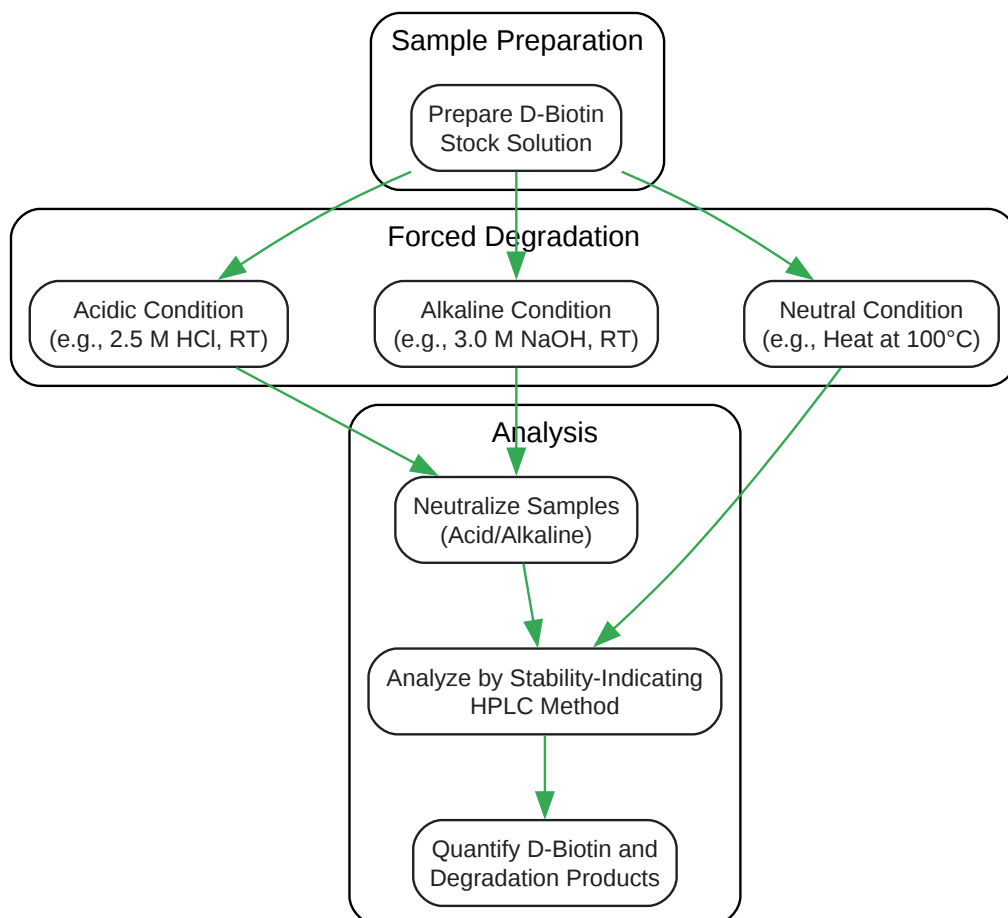 Sample Preparation
Prepare D-Biotin
Stock Solution
Forced Degradation
Acidic Condition
(e.g., 2.5 M HCl, RT)
Alkaline Condition
(e.g., 3.0 M NaOH, RT)
Neutral Condition
(e.g., Heat at 100°C)
Analysis
Neutralize Samples
(Acid/Alkaline)
Analyze by Stability-Indicating
HPLC Method
Quantify D-Biotin and
Degradation Products